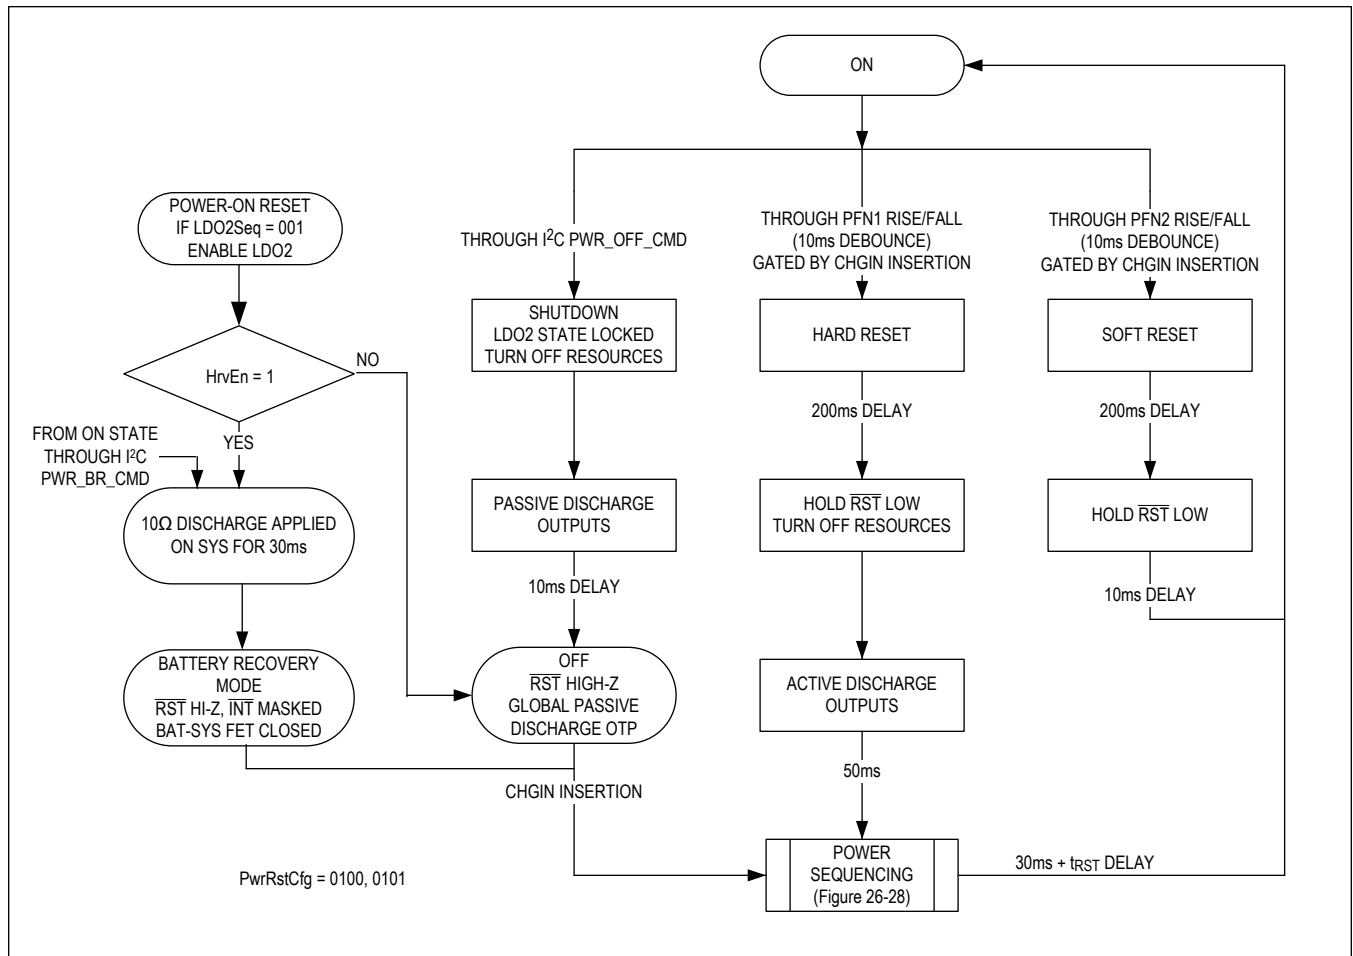 ON
POWER-ON RESET
IF LDO2Seq = 001
ENABLE LDO2
HrvEn = 1
NO
YES
FROM ON STATE
THROUGH I²C
PWR_BR_CMD
10Ω DISCHARGE APPLIED
ON SYS FOR 30ms
BATTERY RECOVERY
MODE
R̅S̅T̅ HI-Z, I̅N̅T̅ MASKED
BAT-SYS FET CLOSED
THROUGH I²C PWR_OFF_CMD
SHUTDOWN
LDO2 STATE LOCKED
TURN OFF RESOURCES
PASSIVE DISCHARGE
OUTPUTS
10ms DELAY
OFF
R̅S̅T̅ HIGH-Z
GLOBAL PASSIVE
DISCHARGE OTP
CHGIN INSERTION
THROUGH PFN1 RISE/FALL
(10ms DEBOUNCE)
GATED BY CHGIN INSERTION
HARD RESET
200ms DELAY
HOLD R̅S̅T̅ LOW
TURN OFF RESOURCES
ACTIVE DISCHARGE
OUTPUTS
50ms
POWER
SEQUENCING
(Figure 26-28)
THROUGH PFN2 RISE/FALL
(10ms DEBOUNCE)
GATED BY CHGIN INSERTION
SOFT RESET
200ms DELAY
HOLD R̅S̅T̅ LOW
10ms DELAY
30ms + tRST DELAY
PwrRstCfg = 0100, 0101